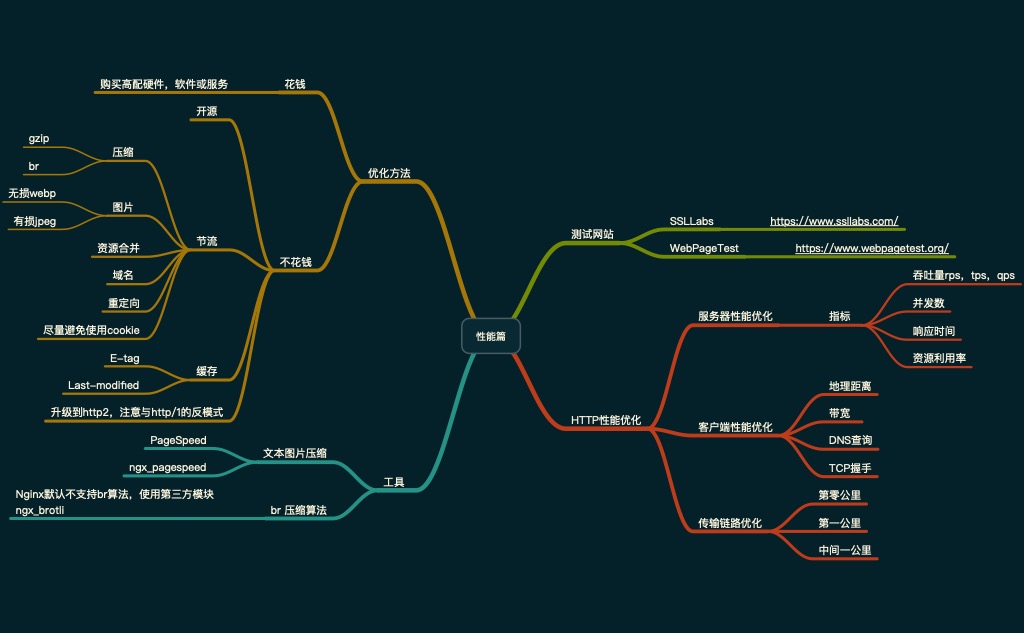 性能篇
测试网站
SSLLabs
https://www.ssllabs.com/
WebPageTest
https://www.webpagetest.org/
HTTP性能优化
服务器性能优化
指标
吞吐量rps，tps，qps
并发数
响应时间
资源利用率
客户端性能优化
地理距离
带宽
DNS查询
TCP握手
传输链路优化
第零公里
第一公里
中间一公里
优化方法
花钱
购买高配硬件，软件或服务
不花钱
开源
节流
压缩
gzip
br
图片
无损webp
有损jpeg
资源合并
域名
重定向
尽量避免使用cookie
缓存
E-tag
Last-modified
升级到http2，注意与http/1的反模式
工具
文本图片压缩
PageSpeed
ngx_pagespeed
br 压缩算法
Nginx默认不支持br算法，使用第三方模块
ngx_brotli